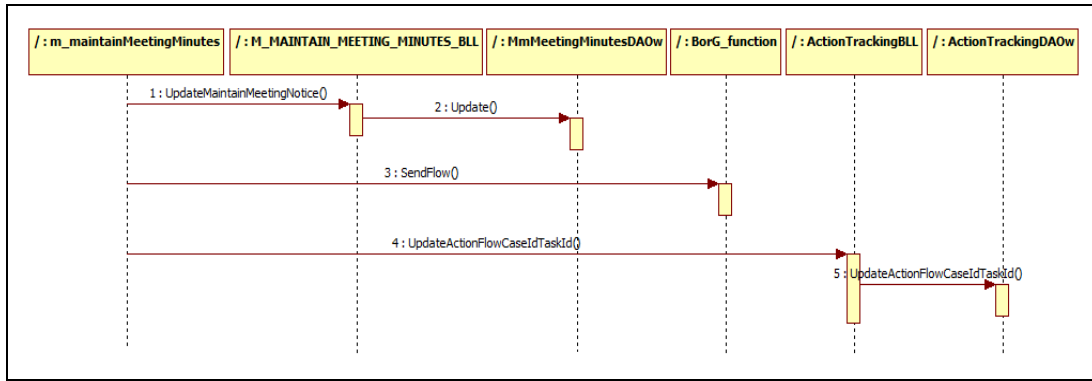 / : m_maintainMeetingMinutes
/ : M_MAINTAIN_MEETING_MINUTES_BLL
/ : MmMeetingMinutesDAOw
/ : BorG_function
/ : ActionTrackingBLL
/ : ActionTrackingDAOw
1 : UpdateMaintainMeetingNotice()
2 : Update()
3 : SendFlow()
4 : UpdateActionFlowCaseIdTaskId()
5 : UpdateActionFlowCaseIdTaskId()